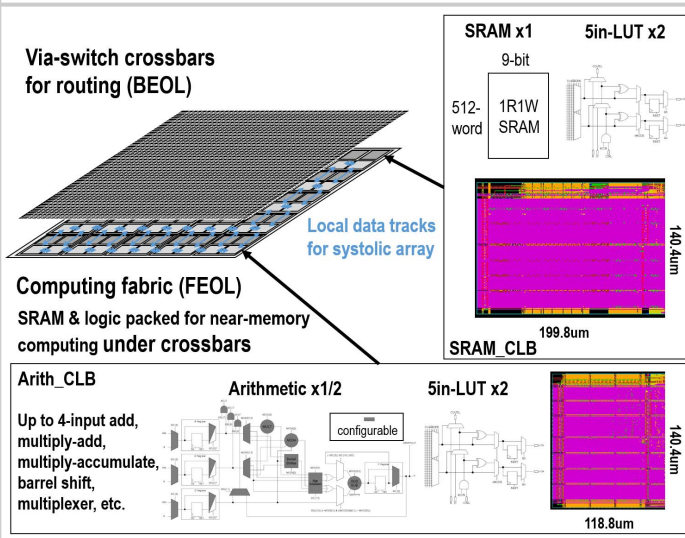 Via-switch crossbars
for routing (BEOL)
Local data tracks
for systolic array
Computing fabric (FEOL)
SRAM & logic packed for near-memory
computing under crossbars
SRAM x1
5in-LUT x2
9-bit
512-
word
1R1W
SRAM
140.4um
199.8um
SRAM_CLB
Arith_CLB
Up to 4-input add,
multiply-add,
multiply-accumulate,
barrel shift,
multiplexer, etc.
Arithmetic x1/2
configurable
5in-LUT x2
140.4um
118.8um